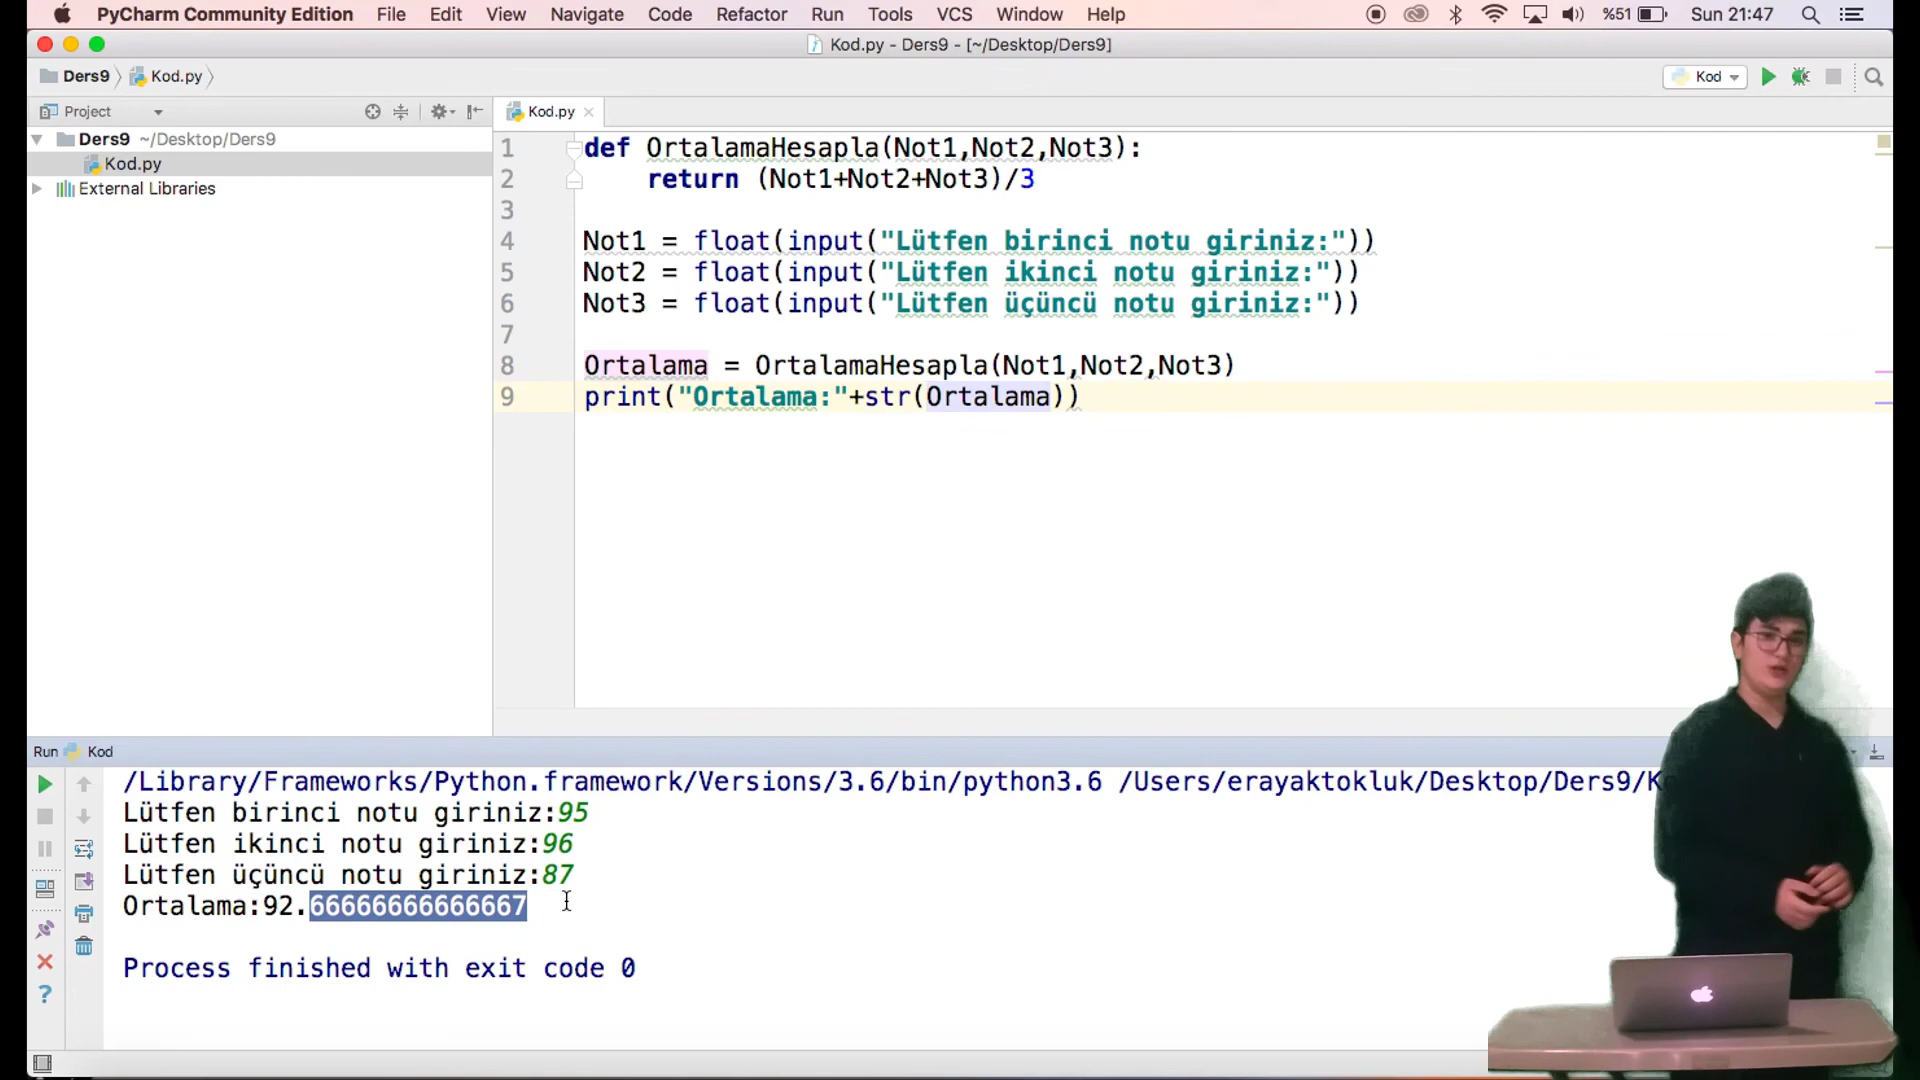 PyCharm Community Edition File Edit View Navigate Code Refactor Run Tools VCS Window Help %51 Sun 21:47
Kod.py - Ders9 - [~/Desktop/Ders9]
Ders9 Kod.py Kod
Project
Kod.py
Ders9 ~/Desktop/Ders9
Kod.py
External Libraries
1 def OrtalamaHesapla(Not1,Not2,Not3):
2 return (Not1+Not2+Not3)/3
3
4 Not1 = float(input("Lütfen birinci notu giriniz:"))
5 Not2 = float(input("Lütfen ikinci notu giriniz:"))
6 Not3 = float(input("Lütfen üçüncü notu giriniz:"))
7
8 Ortalama = OrtalamaHesapla(Not1,Not2,Not3)
9 print("Ortalama:"+str(Ortalama))
Run Kod
/Library/Frameworks/Python.framework/Versions/3.6/bin/python3.6 /Users/erayaktokluk/Desktop/Ders9/K
Lütfen birinci notu giriniz:95
Lütfen ikinci notu giriniz:96
Lütfen üçüncü notu giriniz:87
Ortalama:92.66666666666667
Process finished with exit code 0